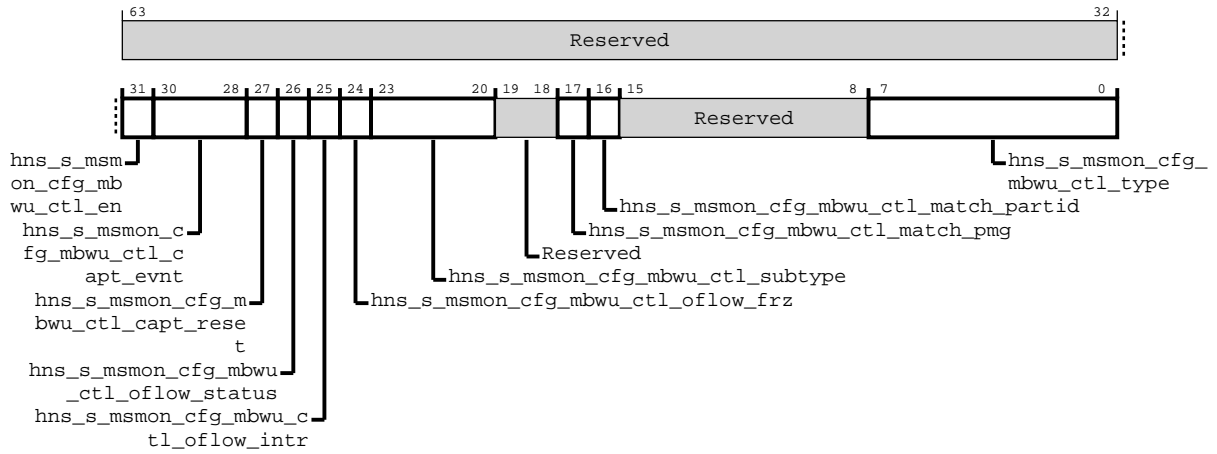 63 32
Reserved
31 30 28 27 26 25 24 23 20 19 18 17 16 15 8 7 0
Reserved
hns_s_msm
on_cfg_mb
wu_ctl_en
hns_s_msmon_cfg_
mbwu_ctl_type
hns_s_msmon_cfg_mbwu_ctl_match_partid
hns_s_msmon_c
fg_mbwu_ctl_c
apt_evnt
hns_s_msmon_cfg_mbwu_ctl_match_pmg
Reserved
hns_s_msmon_cfg_mbwu_ctl_subtype
hns_s_msmon_cfg_m
bwu_ctl_capt_rese
t
hns_s_msmon_cfg_mbwu_ctl_oflow_frz
hns_s_msmon_cfg_mbwu
_ctl_oflow_status
hns_s_msmon_cfg_mbwu_c
tl_oflow_intr